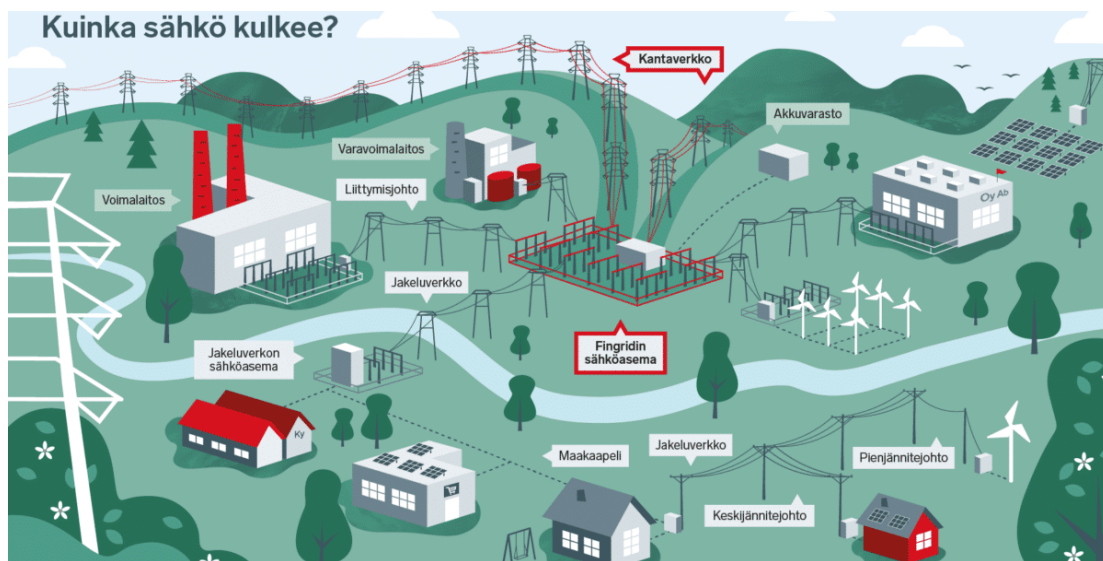 Kuinka sähkö kulkee?
Kantaverkko
Akkuvarasto
Varavoimalaitos
Liittymisjohto
Voimalaitos
Oy Ab
Jakeluverkko
Fingridin
sähköasema
Jakeluverkon
sähköasema
Ky
Maakaapeli
Jakeluverkko
Pienjännitejohto
Keskijännitejohto